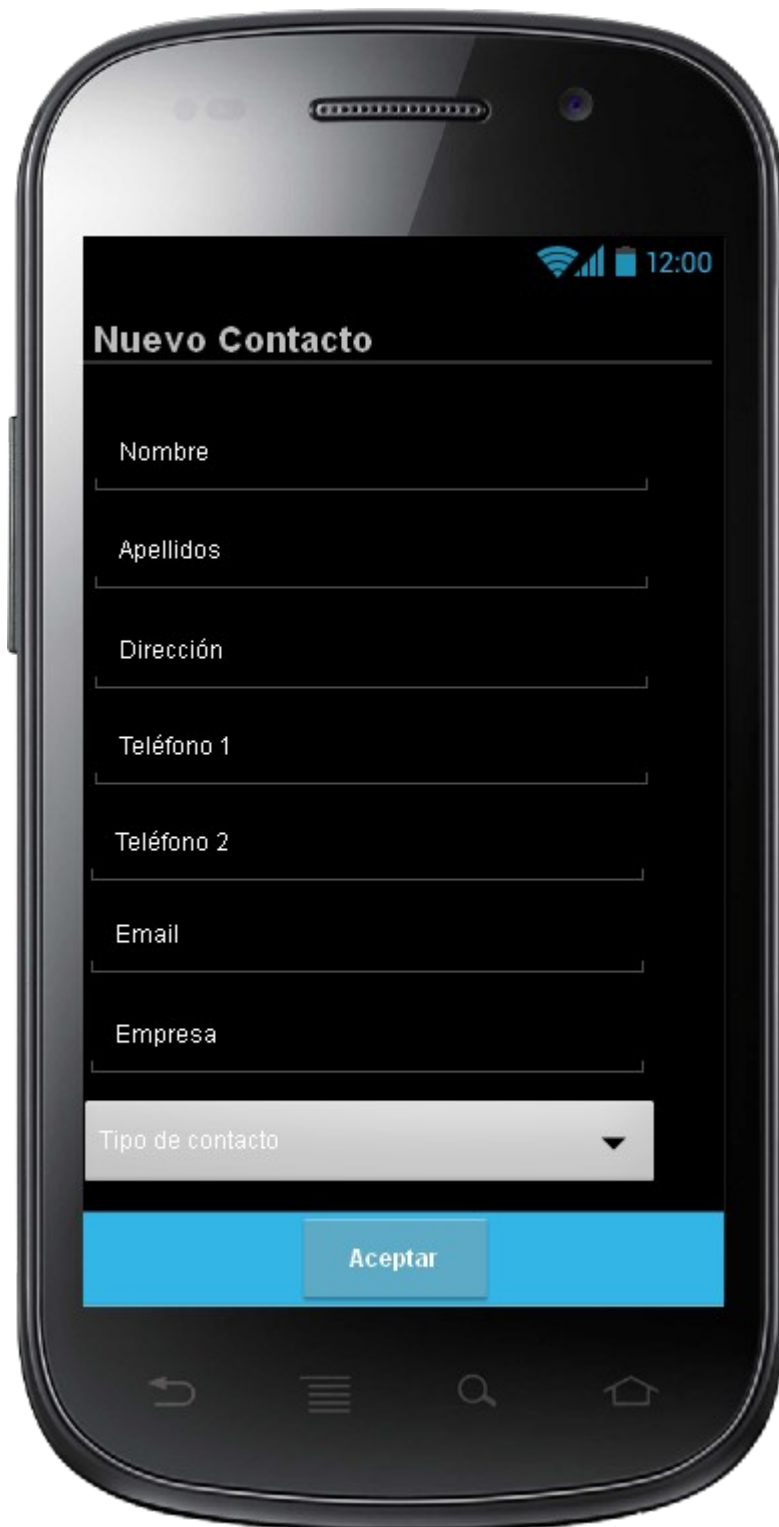 12:00
Nuevo Contacto
Nombre
Apellidos
Dirección
Teléfono 1
Teléfono 2
Email
Empresa
Tipo de contacto
Aceptar